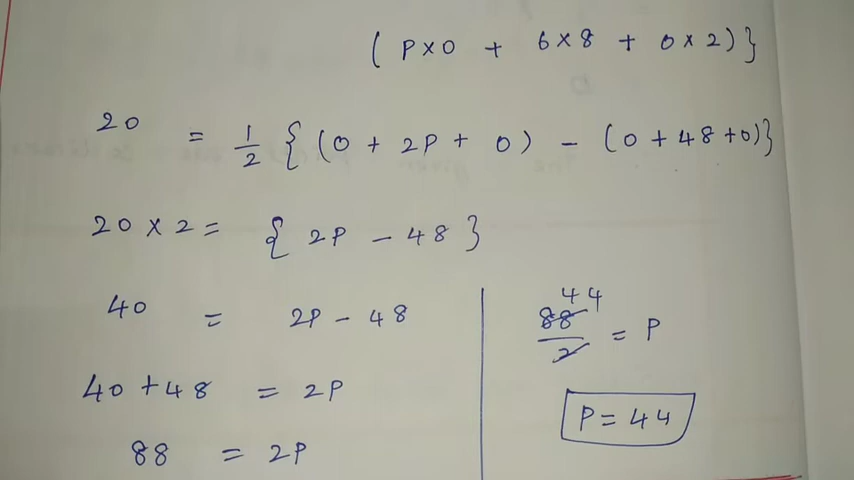 (P×0 + 6×8 + 0×2)}
20 = 1/2 {(0 + 2P + 0) - (0 + 48 + 0)}
20 × 2 = {2P - 48}
40 = 2P - 48
40 + 48 = 2P
88 = 2P
44
88/2 = P
P = 44